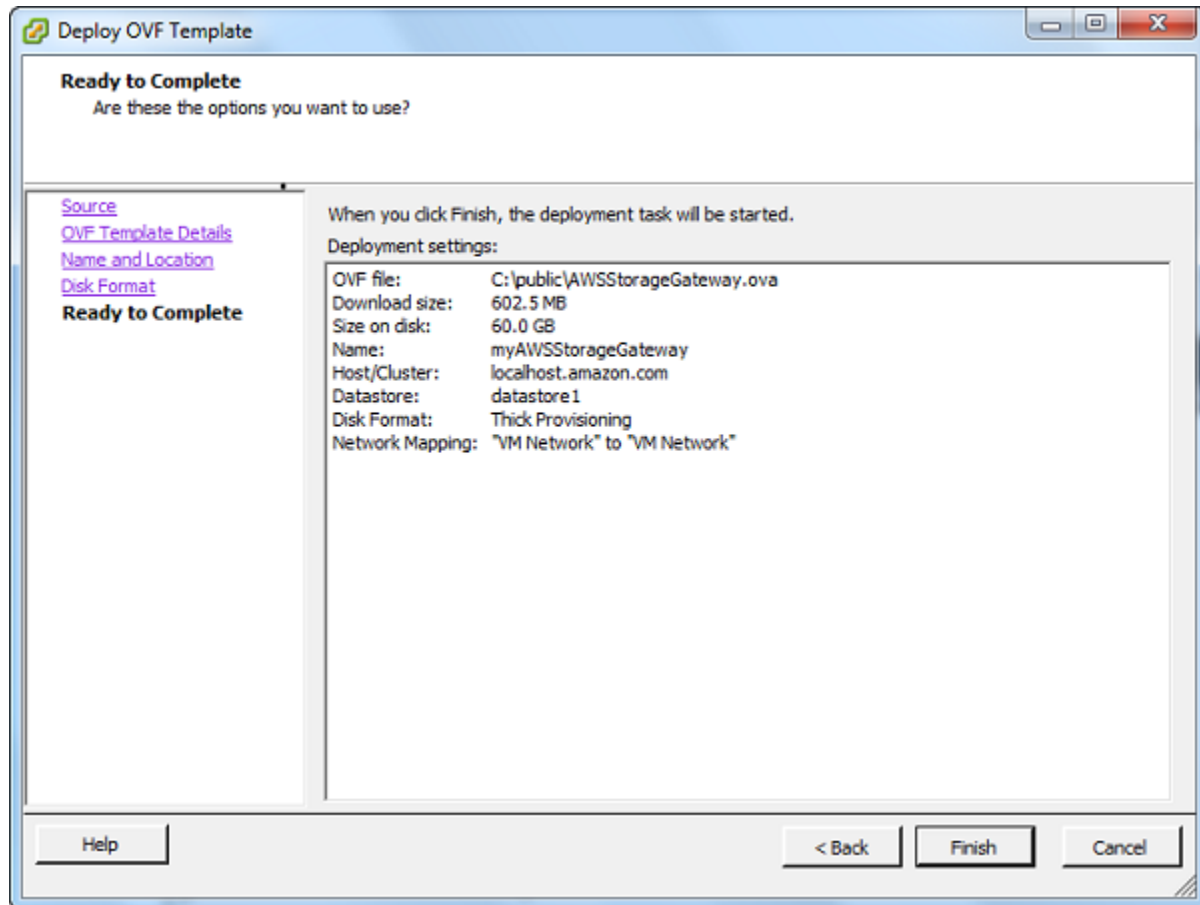 Deploy OVF Template
Ready to Complete
Are these the options you want to use?
Source
OVF Template Details
Name and Location
Disk Format
Ready to Complete
When you click Finish, the deployment task will be started.
Deployment settings:
OVF file: C:\public\AWSStorageGateway.ova
Download size: 602.5 MB
Size on disk: 60.0 GB
Name: myAWSStorageGateway
Host/Cluster: localhost.amazon.com
Datastore: datastore1
Disk Format: Thick Provisioning
Network Mapping: "VM Network" to "VM Network"
Help < Back Finish Cancel